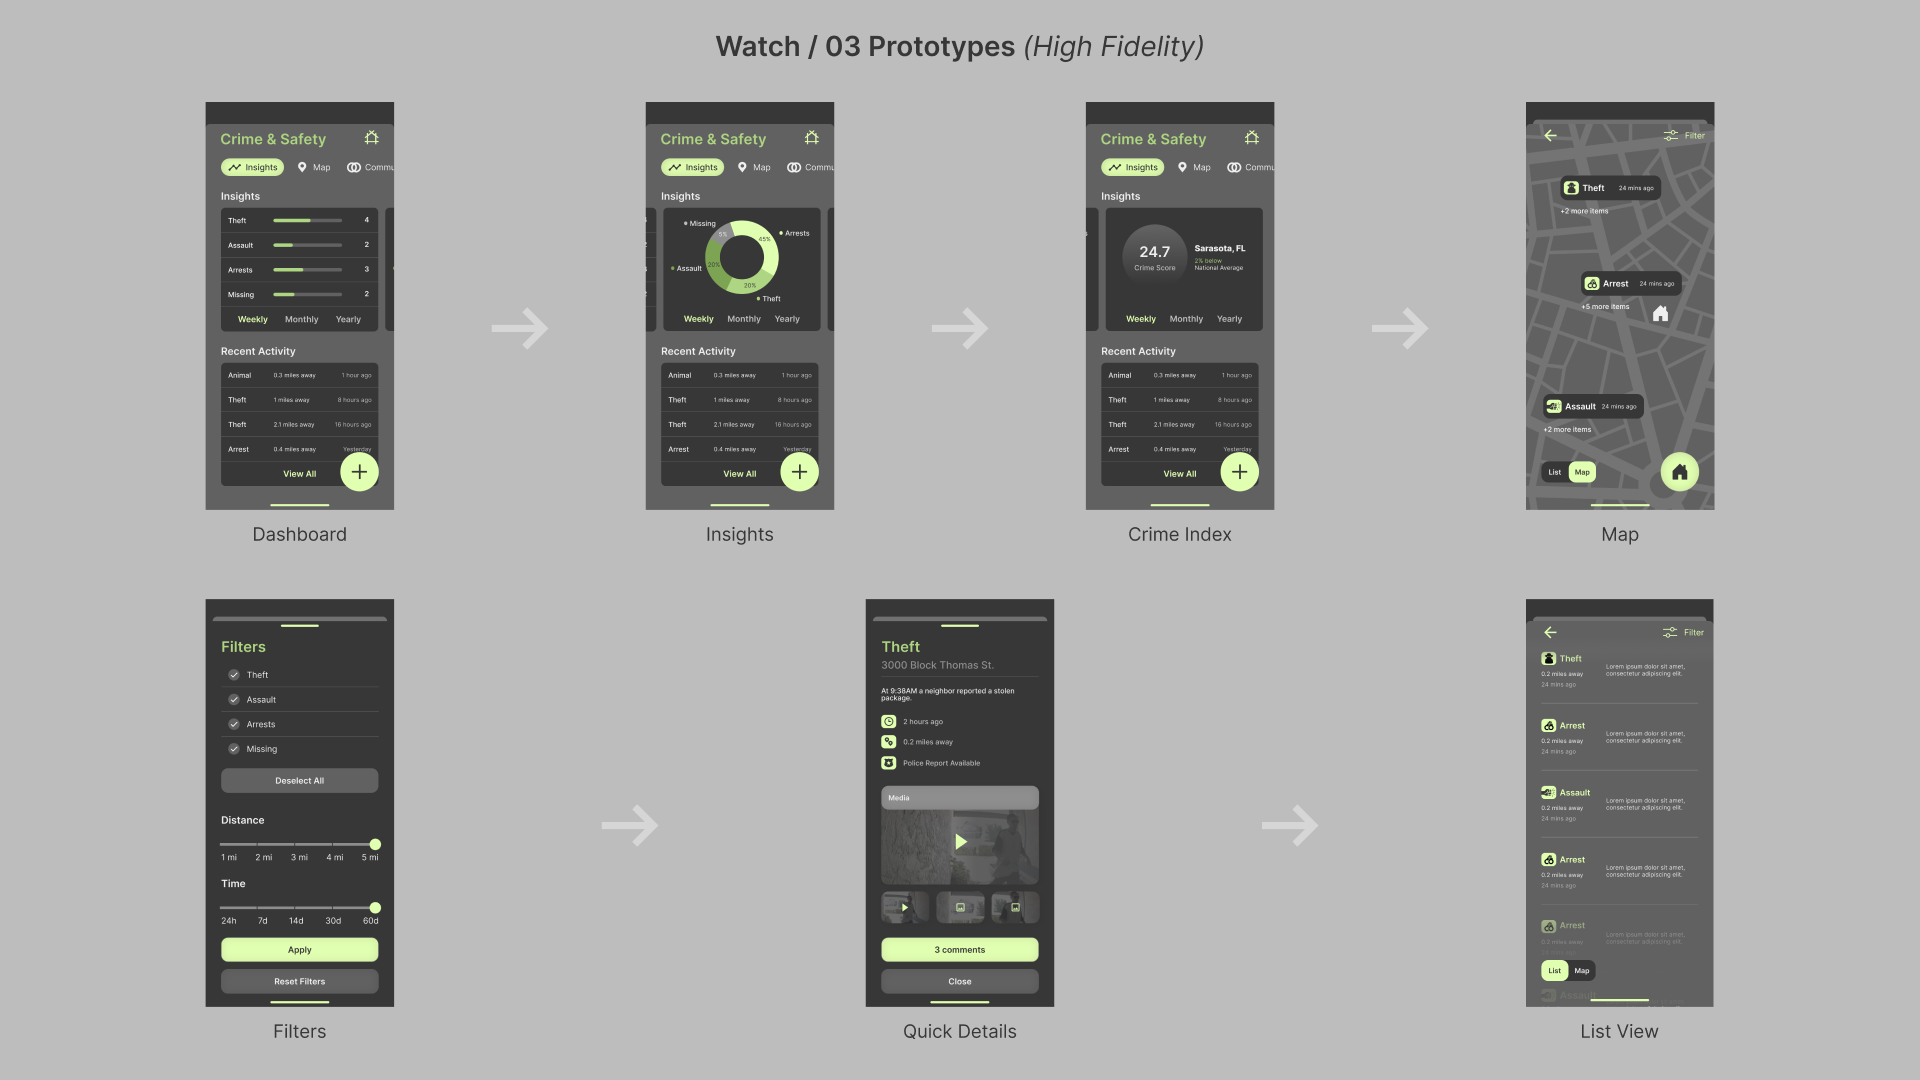 Watch / 03 Prototypes (High Fidelity)
Crime & Safety
Insights Map Commu
Insights
Theft 4
Assault 2
Arrests 3
Missing 2
Weekly Monthly Yearly
Recent Activity
Animal 0.3 miles away 1 hour ago
Theft 1 miles away 8 hours ago
Theft 2.1 miles away 16 hours ago
Arrest 0.4 miles away Yesterday
View All
Dashboard
Crime & Safety
Insights Map Commu
Insights
Missing
5%
45%
Arrests
Assault
20%
20%
Theft
Weekly Monthly Yearly
Recent Activity
Animal 0.3 miles away 1 hour ago
Theft 1 miles away 8 hours ago
Theft 2.1 miles away 16 hours ago
Arrest 0.4 miles away Yesterday
View All
Insights
Crime & Safety
Insights Map Commu
Insights
24.7
Crime Score
Sarasota, FL
2% below
National Average
Weekly Monthly Yearly
Recent Activity
Animal 0.3 miles away 1 hour ago
Theft 1 miles away 8 hours ago
Theft 2.1 miles away 16 hours ago
Arrest 0.4 miles away Yesterday
View All
Crime Index
Filter
Theft 24 mins ago
+2 more items
Arrest 24 mins ago
+5 more items
Assault 24 mins ago
+2 more items
List Map
Map
Filters
Theft
Assault
Arrests
Missing
Deselect All
Distance
1 mi 2 mi 3 mi 4 mi 5 mi
Time
24h 7d 14d 30d 60d
Apply
Reset Filters
Filters
Theft
3000 Block Thomas St.
At 9:38AM a neighbor reported a stolen
package.
2 hours ago
0.2 miles away
Police Report Available
Media
3 comments
Close
Quick Details
Filter
Theft
0.2 miles away
24 mins ago
Lorem ipsum dolor sit amet,
consectetur adipiscing elit.
Arrest
0.2 miles away
24 mins ago
Lorem ipsum dolor sit amet,
consectetur adipiscing elit.
Assault
0.2 miles away
24 mins ago
Lorem ipsum dolor sit amet,
consectetur adipiscing elit.
Arrest
0.2 miles away
24 mins ago
Lorem ipsum dolor sit amet,
consectetur adipiscing elit.
Arrest
0.2 miles away
Lorem ipsum dolor sit amet,
consectetur adipiscing elit.
List Map
Assault
List View